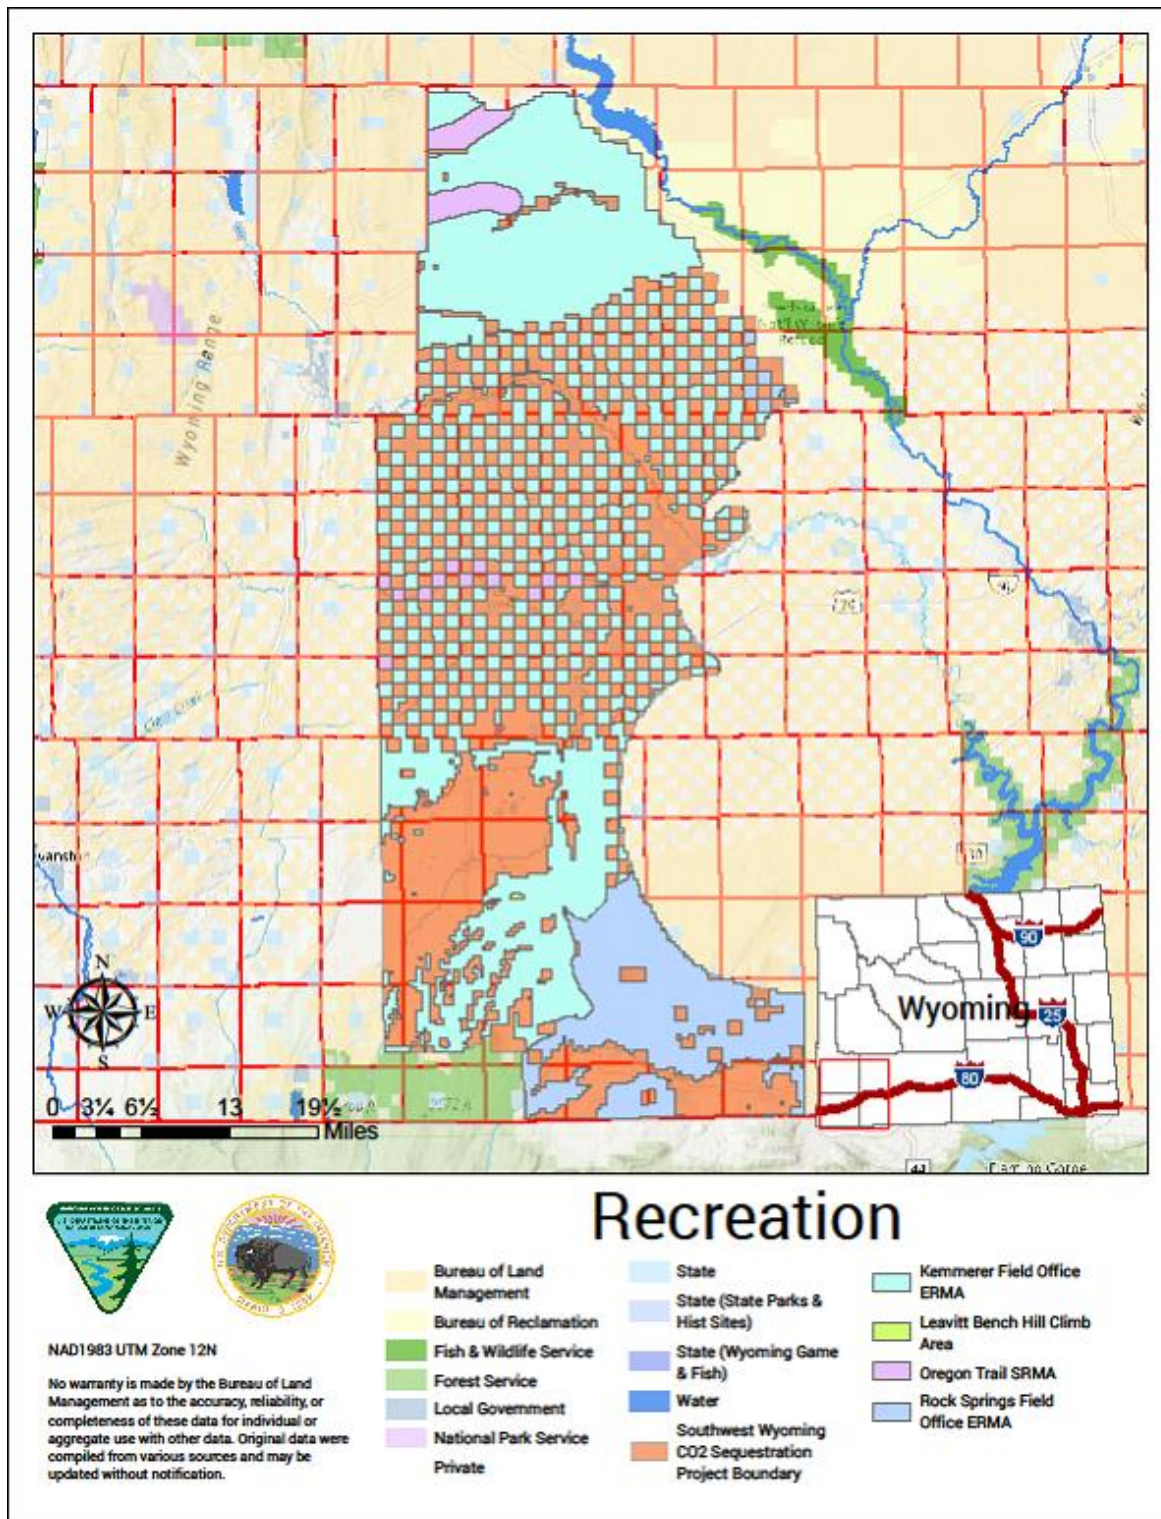 Wyoming Range
N
W
E
S
0 3¼ 6½ 13 19½
Miles
90
25
80
Wyoming
Recreation
Bureau of Land
Management
Bureau of Reclamation
Fish & Wildlife Service
Forest Service
Local Government
National Park Service
Private
State
State (State Parks &
Hist Sites)
State (Wyoming Game
& Fish)
Water
Southwest Wyoming
CO2 Sequestration
Project Boundary
Kemmerer Field Office
ERMA
Leavitt Bench Hill Climb
Area
Oregon Trail SRMA
Rock Springs Field
Office ERMA
NAD1983 UTM Zone 12N
No warranty is made by the Bureau of Land
Management as to the accuracy, reliability, or
completeness of these data for individual or
aggregate use with other data. Original data were
compiled from various sources and may be
updated without notification.